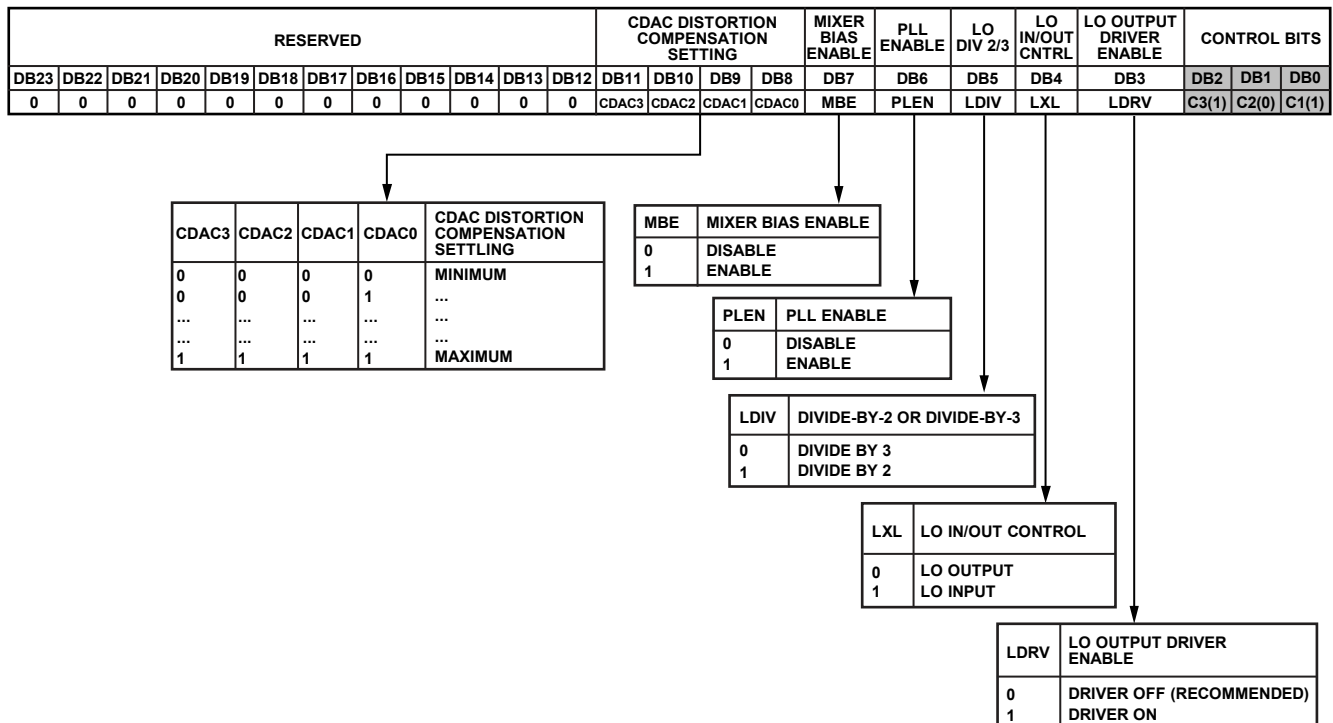 RESERVED
CDAC DISTORTION
COMPENSATION
SETTING
MIXER
BIAS
ENABLE
PLL
ENABLE
LO
DIV 2/3
LO
IN/OUT
CNTRL
LO OUTPUT
DRIVER
ENABLE
CONTROL BITS
DB23 DB22 DB21 DB20 DB19 DB18 DB17 DB16 DB15 DB14 DB13 DB12 DB11 DB10 DB9 DB8 DB7 DB6 DB5 DB4 DB3 DB2 DB1 DB0
0 0 0 0 0 0 0 0 0 0 0 0 CDAC3 CDAC2 CDAC1 CDAC0 MBE PLEN LDIV LXL LDRV C3(1) C2(0) C1(1)
CDAC3 CDAC2 CDAC1 CDAC0
CDAC DISTORTION
COMPENSATION
SETTLING
0 0 0 0 MINIMUM
0 0 0 1 ...
... ... ... ... ...
... ... ... ... ...
1 1 1 1 MAXIMUM
MBE MIXER BIAS ENABLE
0 DISABLE
1 ENABLE
PLEN PLL ENABLE
0 DISABLE
1 ENABLE
LDIV DIVIDE-BY-2 OR DIVIDE-BY-3
0 DIVIDE BY 3
1 DIVIDE BY 2
LXL LO IN/OUT CONTROL
0 LO OUTPUT
1 LO INPUT
LDRV
LO OUTPUT DRIVER
ENABLE
0 DRIVER OFF (RECOMMENDED)
1 DRIVER ON